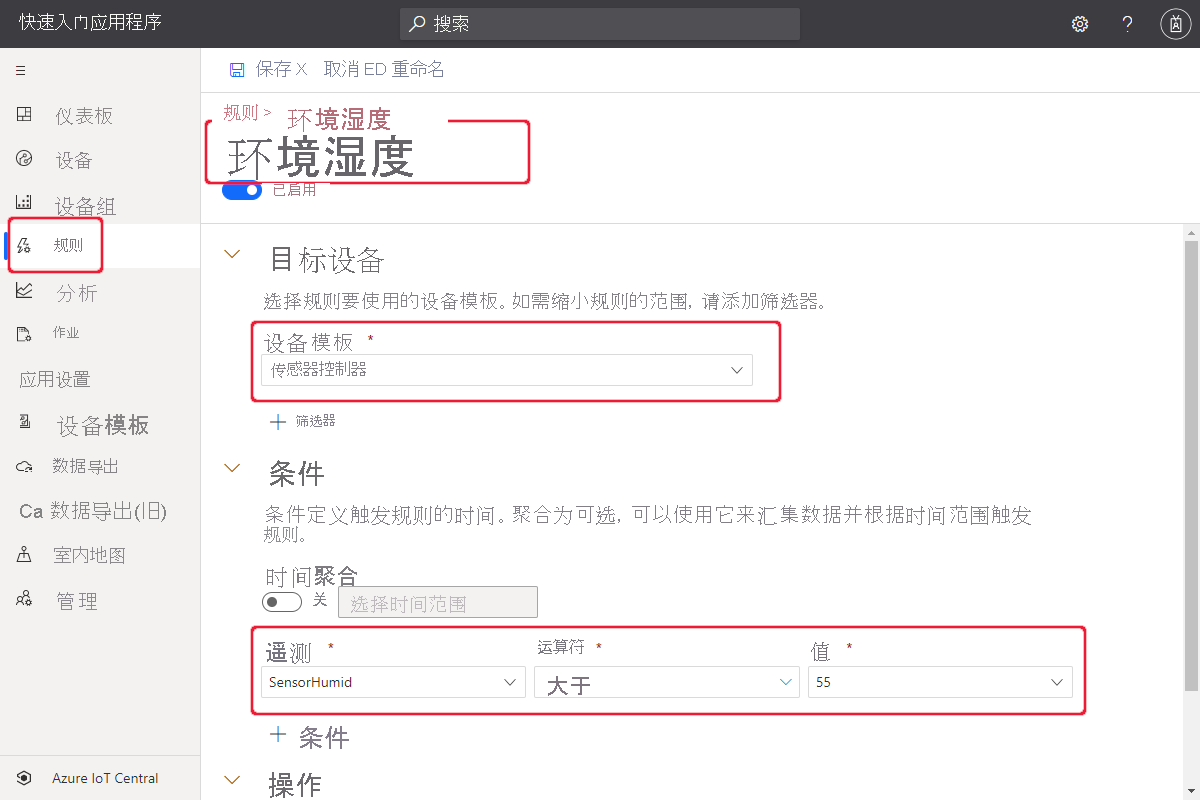 快速入门应用程序
搜索
保存 X 取消 ED 重命名
仪表板
设备
设备组
规则
分析
作业
应用设置
设备模板
数据导出
Ca 数据导出(旧)
室内地图
管理
Azure IoT Central
规则 > 环境湿度
环境湿度
已启用
目标设备
选择规则要使用的设备模板。如需缩小规则的范围, 请添加筛选器。
设备模板 *
传感器控制器
筛选器
条件
条件定义触发规则的时间。聚合为可选, 可以使用它来汇集数据并根据时间范围触发
规则。
时间聚合
关 选择时间范围
遥测 * 运算符 * 值 *
SensorHumid 大于 55
条件
操作